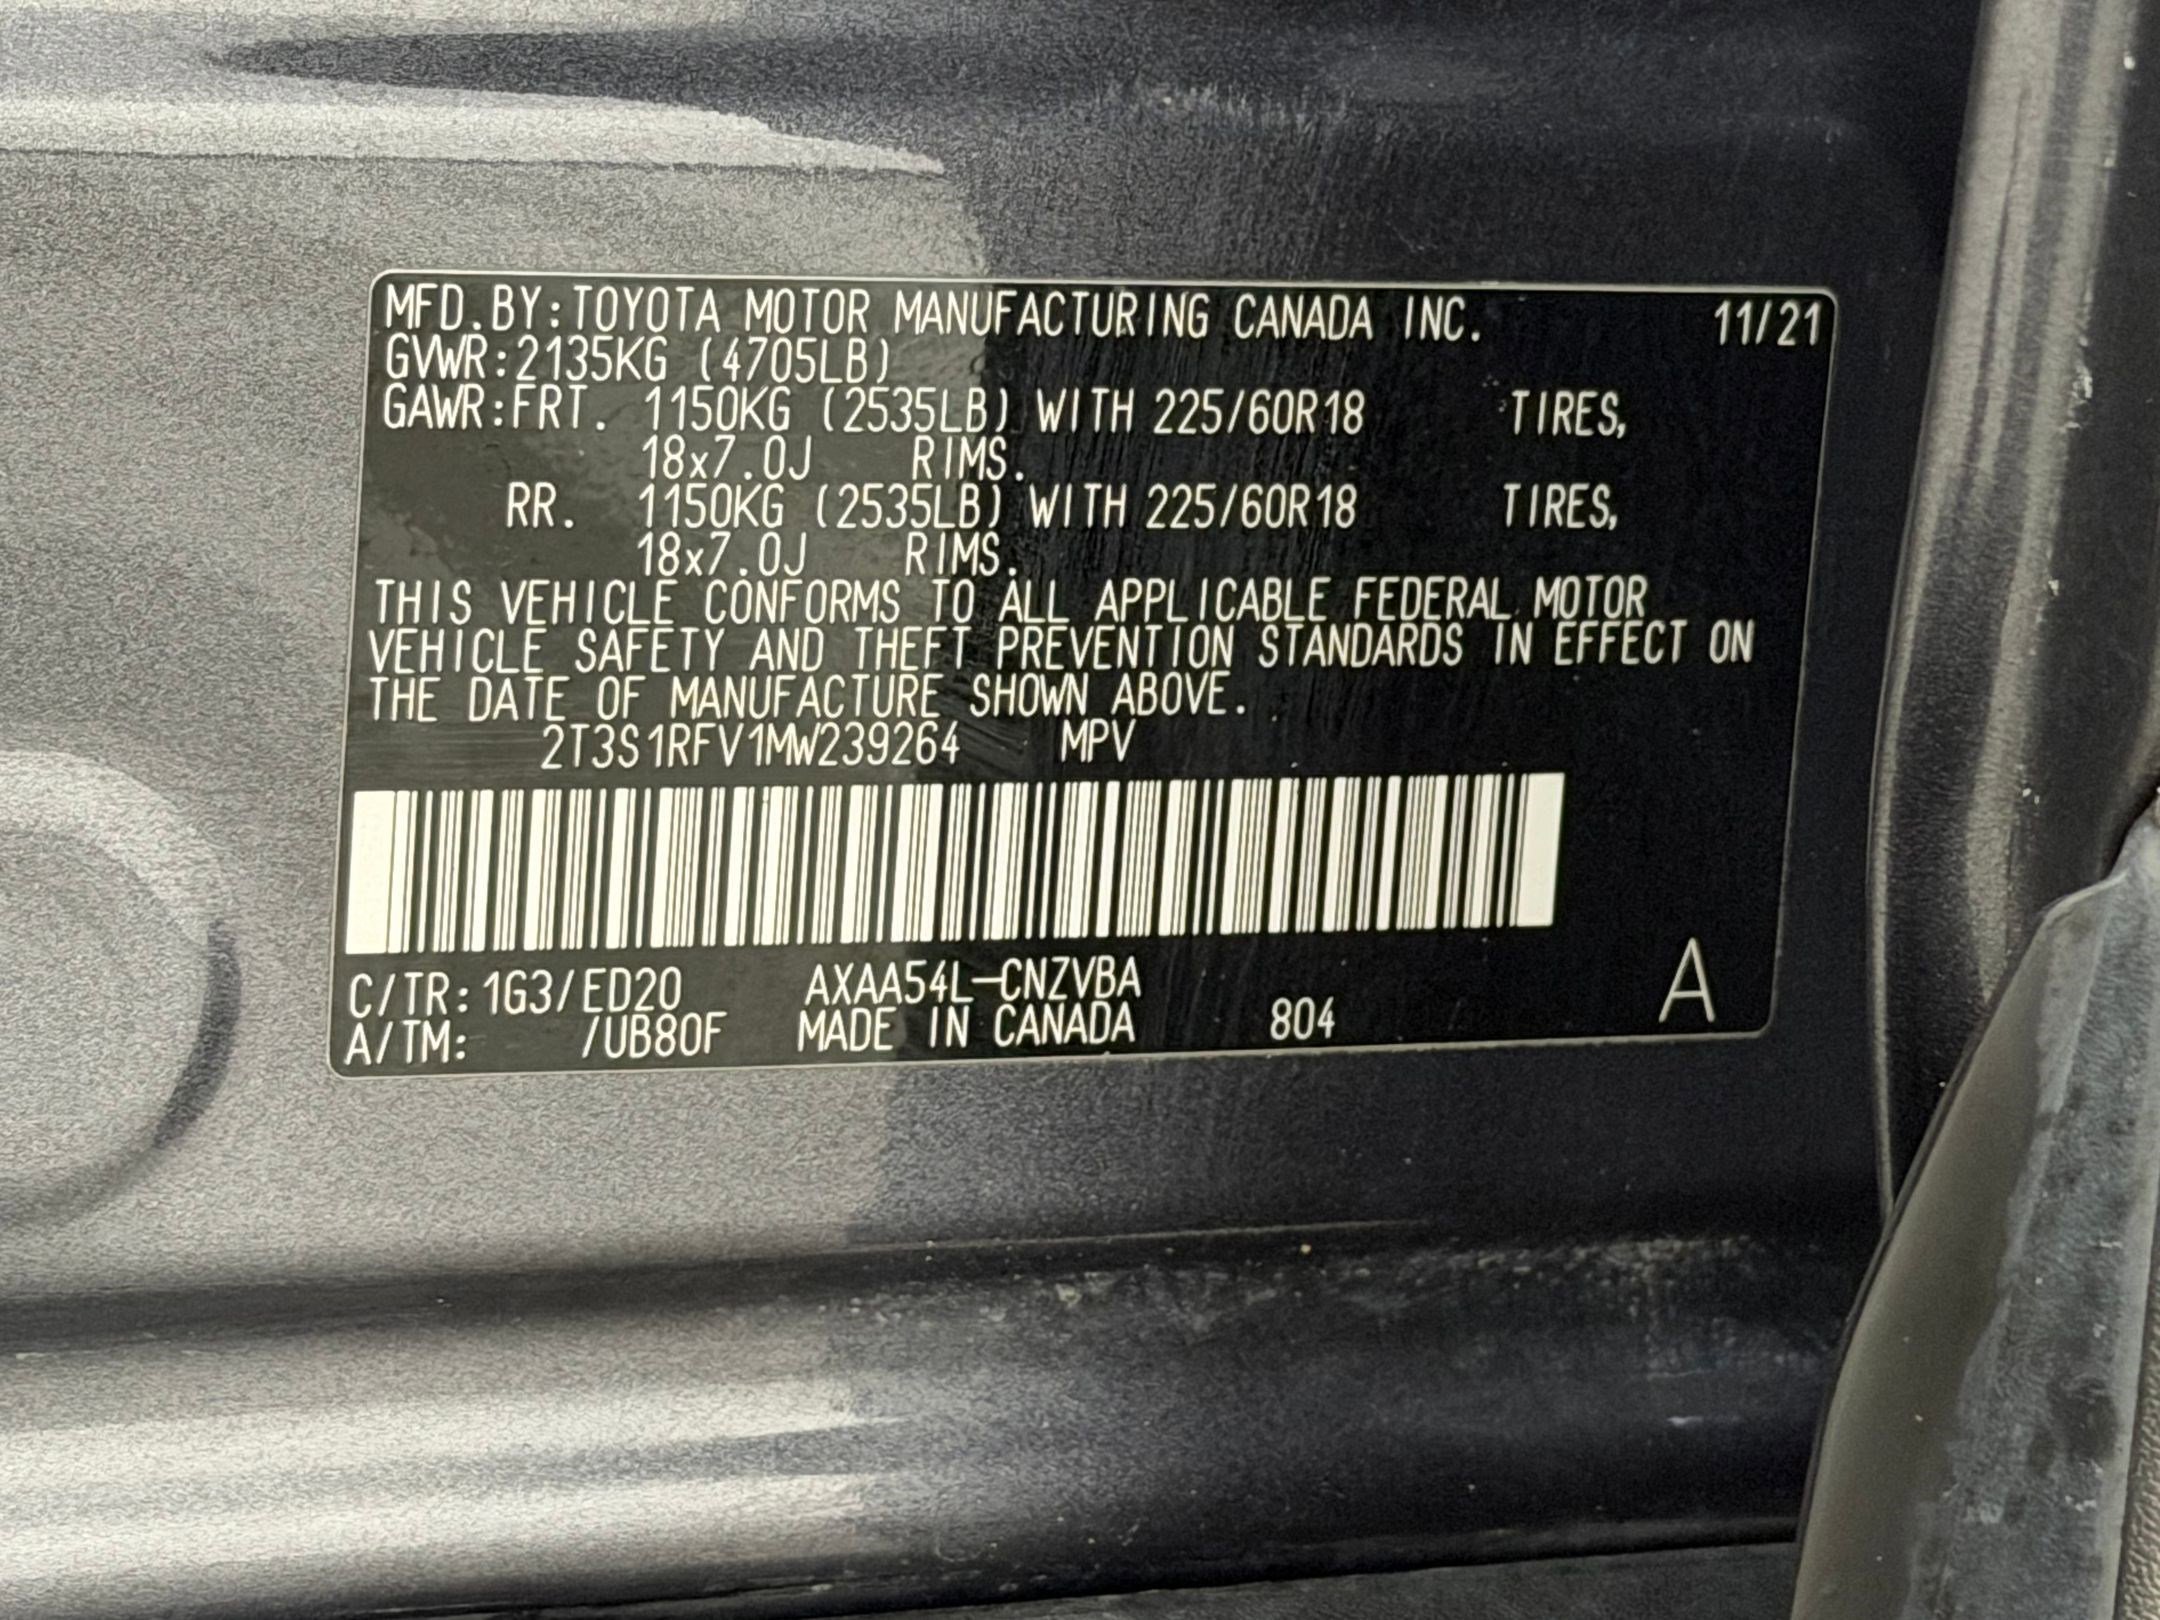 MFD.BY:TOYOTA MOTOR MANUFACTURING CANADA INC. 11/21
GVWR:2135KG (4705LB)
GAWR:FRT. 1150KG (2535LB) WITH 225/60R18 TIRES,
18x7.0J RIMS.
RR. 1150KG (2535LB) WITH 225/60R18 TIRES,
18x7.0J RIMS.
THIS VEHICLE CONFORMS TO ALL APPLICABLE FEDERAL MOTOR
VEHICLE SAFETY AND THEFT PREVENTION STANDARDS IN EFFECT ON
THE DATE OF MANUFACTURE SHOWN ABOVE.
2T3S1RFV1MW239264 MPV
C/TR:1G3/ED20 AXAA54L-CNZVBA
A/TM: /UB80F MADE IN CANADA 804 A